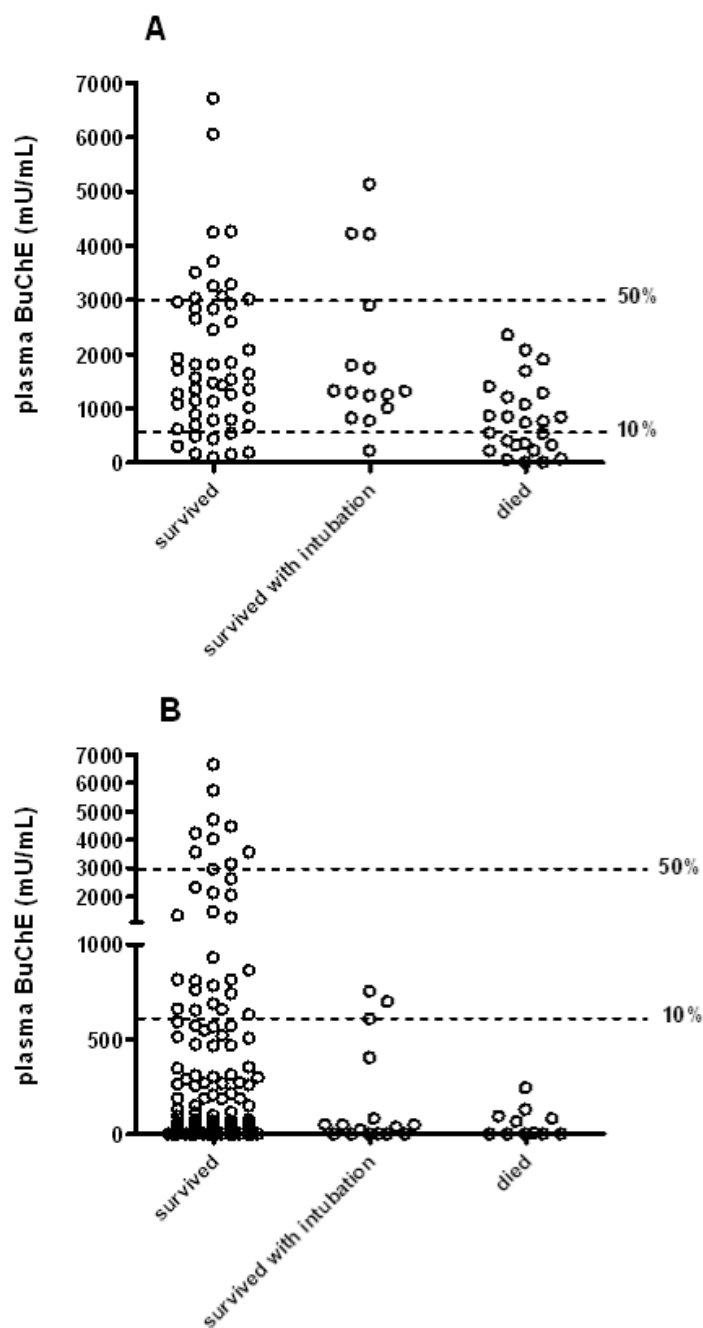 A
plasma BuChE (mU/mL)
7000
6000
5000
4000
3000
2000
1000
0
50%
10%
survived
survived with intubation
died
B
plasma BuChE (mU/mL)
7000
6000
5000
4000
3000
2000
1000
500
0
50%
10%
survived
survived with intubation
died